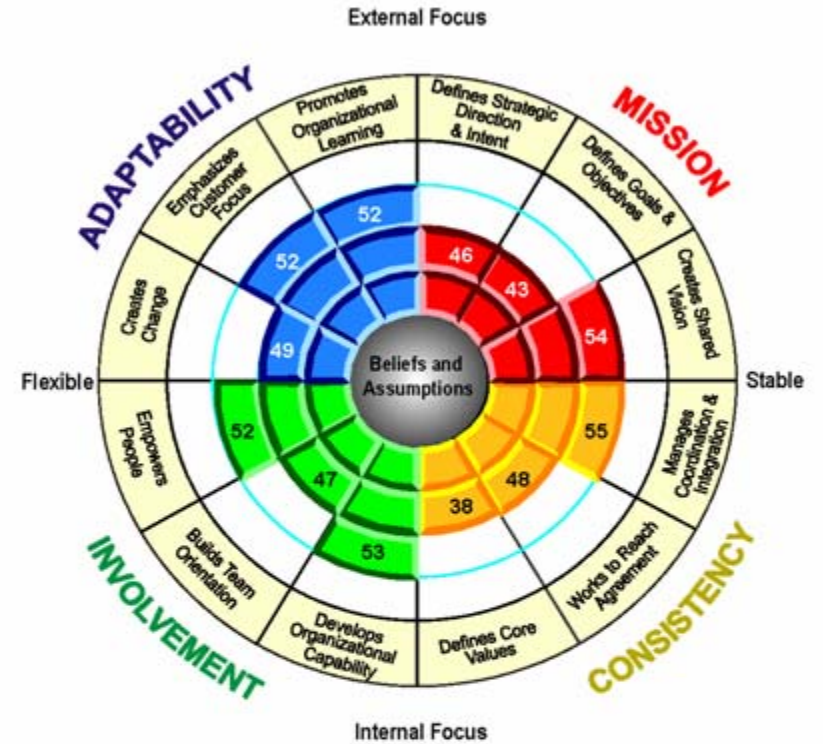 External Focus
ADAPTABILITY
MISSION
Promotes
Organizational
Learning
Defines Strategic
Direction
& Intent
Emphasizes
Customer
Focus
Defines Goals &
Objectives
Creates
Change
Creates Shared
Vision
52
52
49
46
43
54
Flexible
Beliefs and
Assumptions
Stable
52
47
53
38
48
55
Empowers
People
Manages
Coordination &
Integration
Builds Team
Orientation
Works to Reach
Agreement
Develops
Organizational
Capability
Defines Core
Values
INVOLVEMENT
CONSISTENCY
Internal Focus